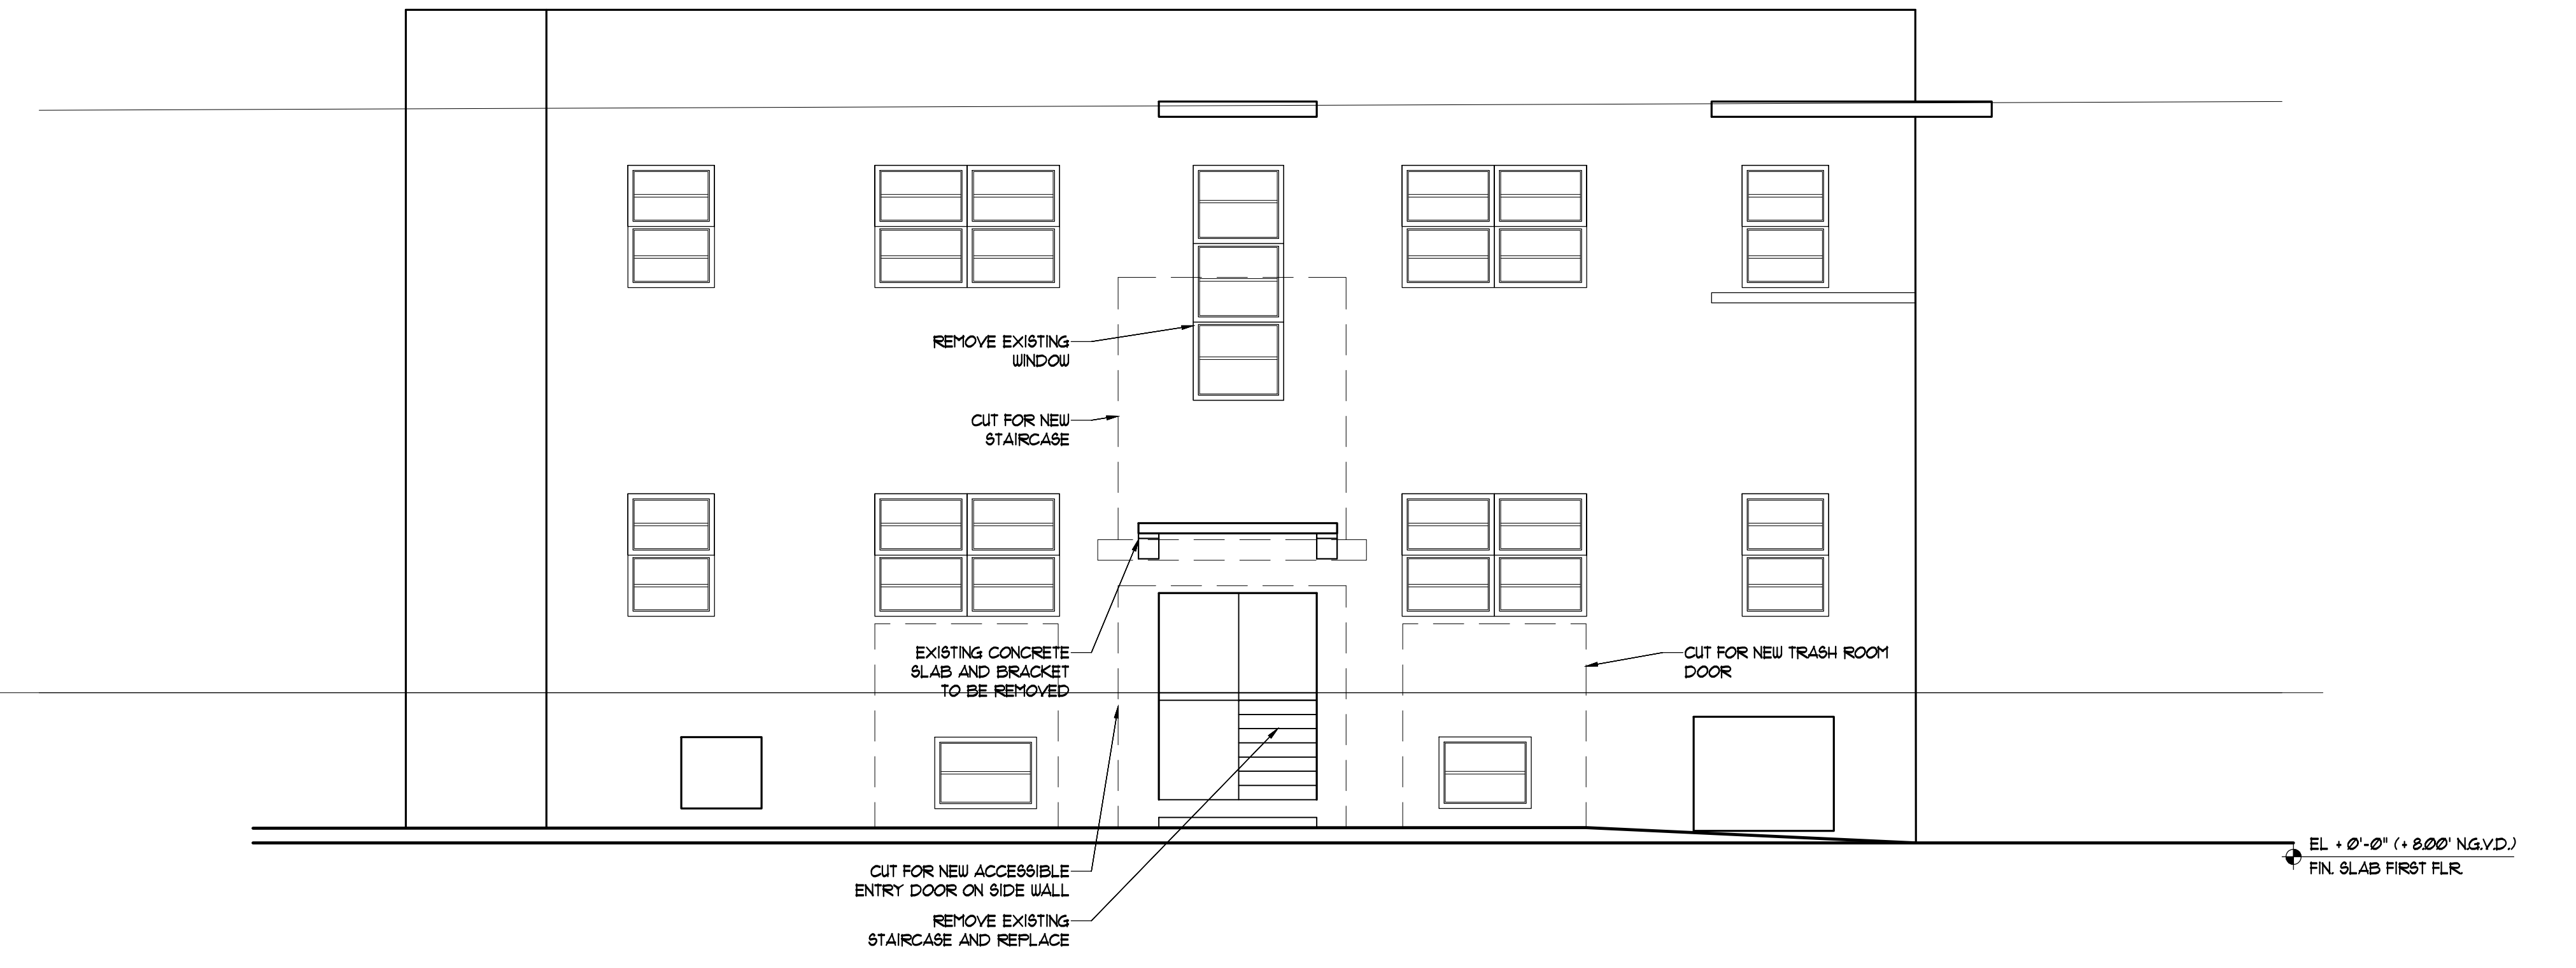 REMOVE EXISTING
WINDOW
CUT FOR NEW
STAIRCASE
EXISTING CONCRETE
SLAB AND BRACKET
TO BE REMOVED
CUT FOR NEW TRASH ROOM
DOOR
EL + 0'-0" (+ 8.00' N.G.V.D.)
FIN. SLAB FIRST FLR.
CUT FOR NEW ACCESSIBLE
ENTRY DOOR ON SIDE WALL
REMOVE EXISTING
STAIRCASE AND REPLACE